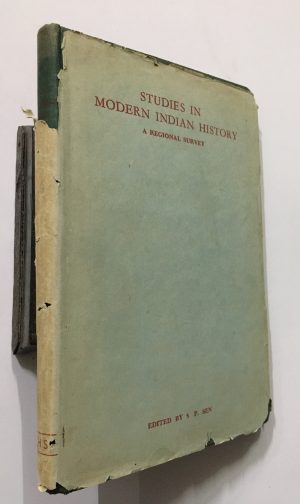 STUDIES IN
MODERN INDIAN HISTORY
A REGIONAL SURVEY
EDITED BY S P. SEN